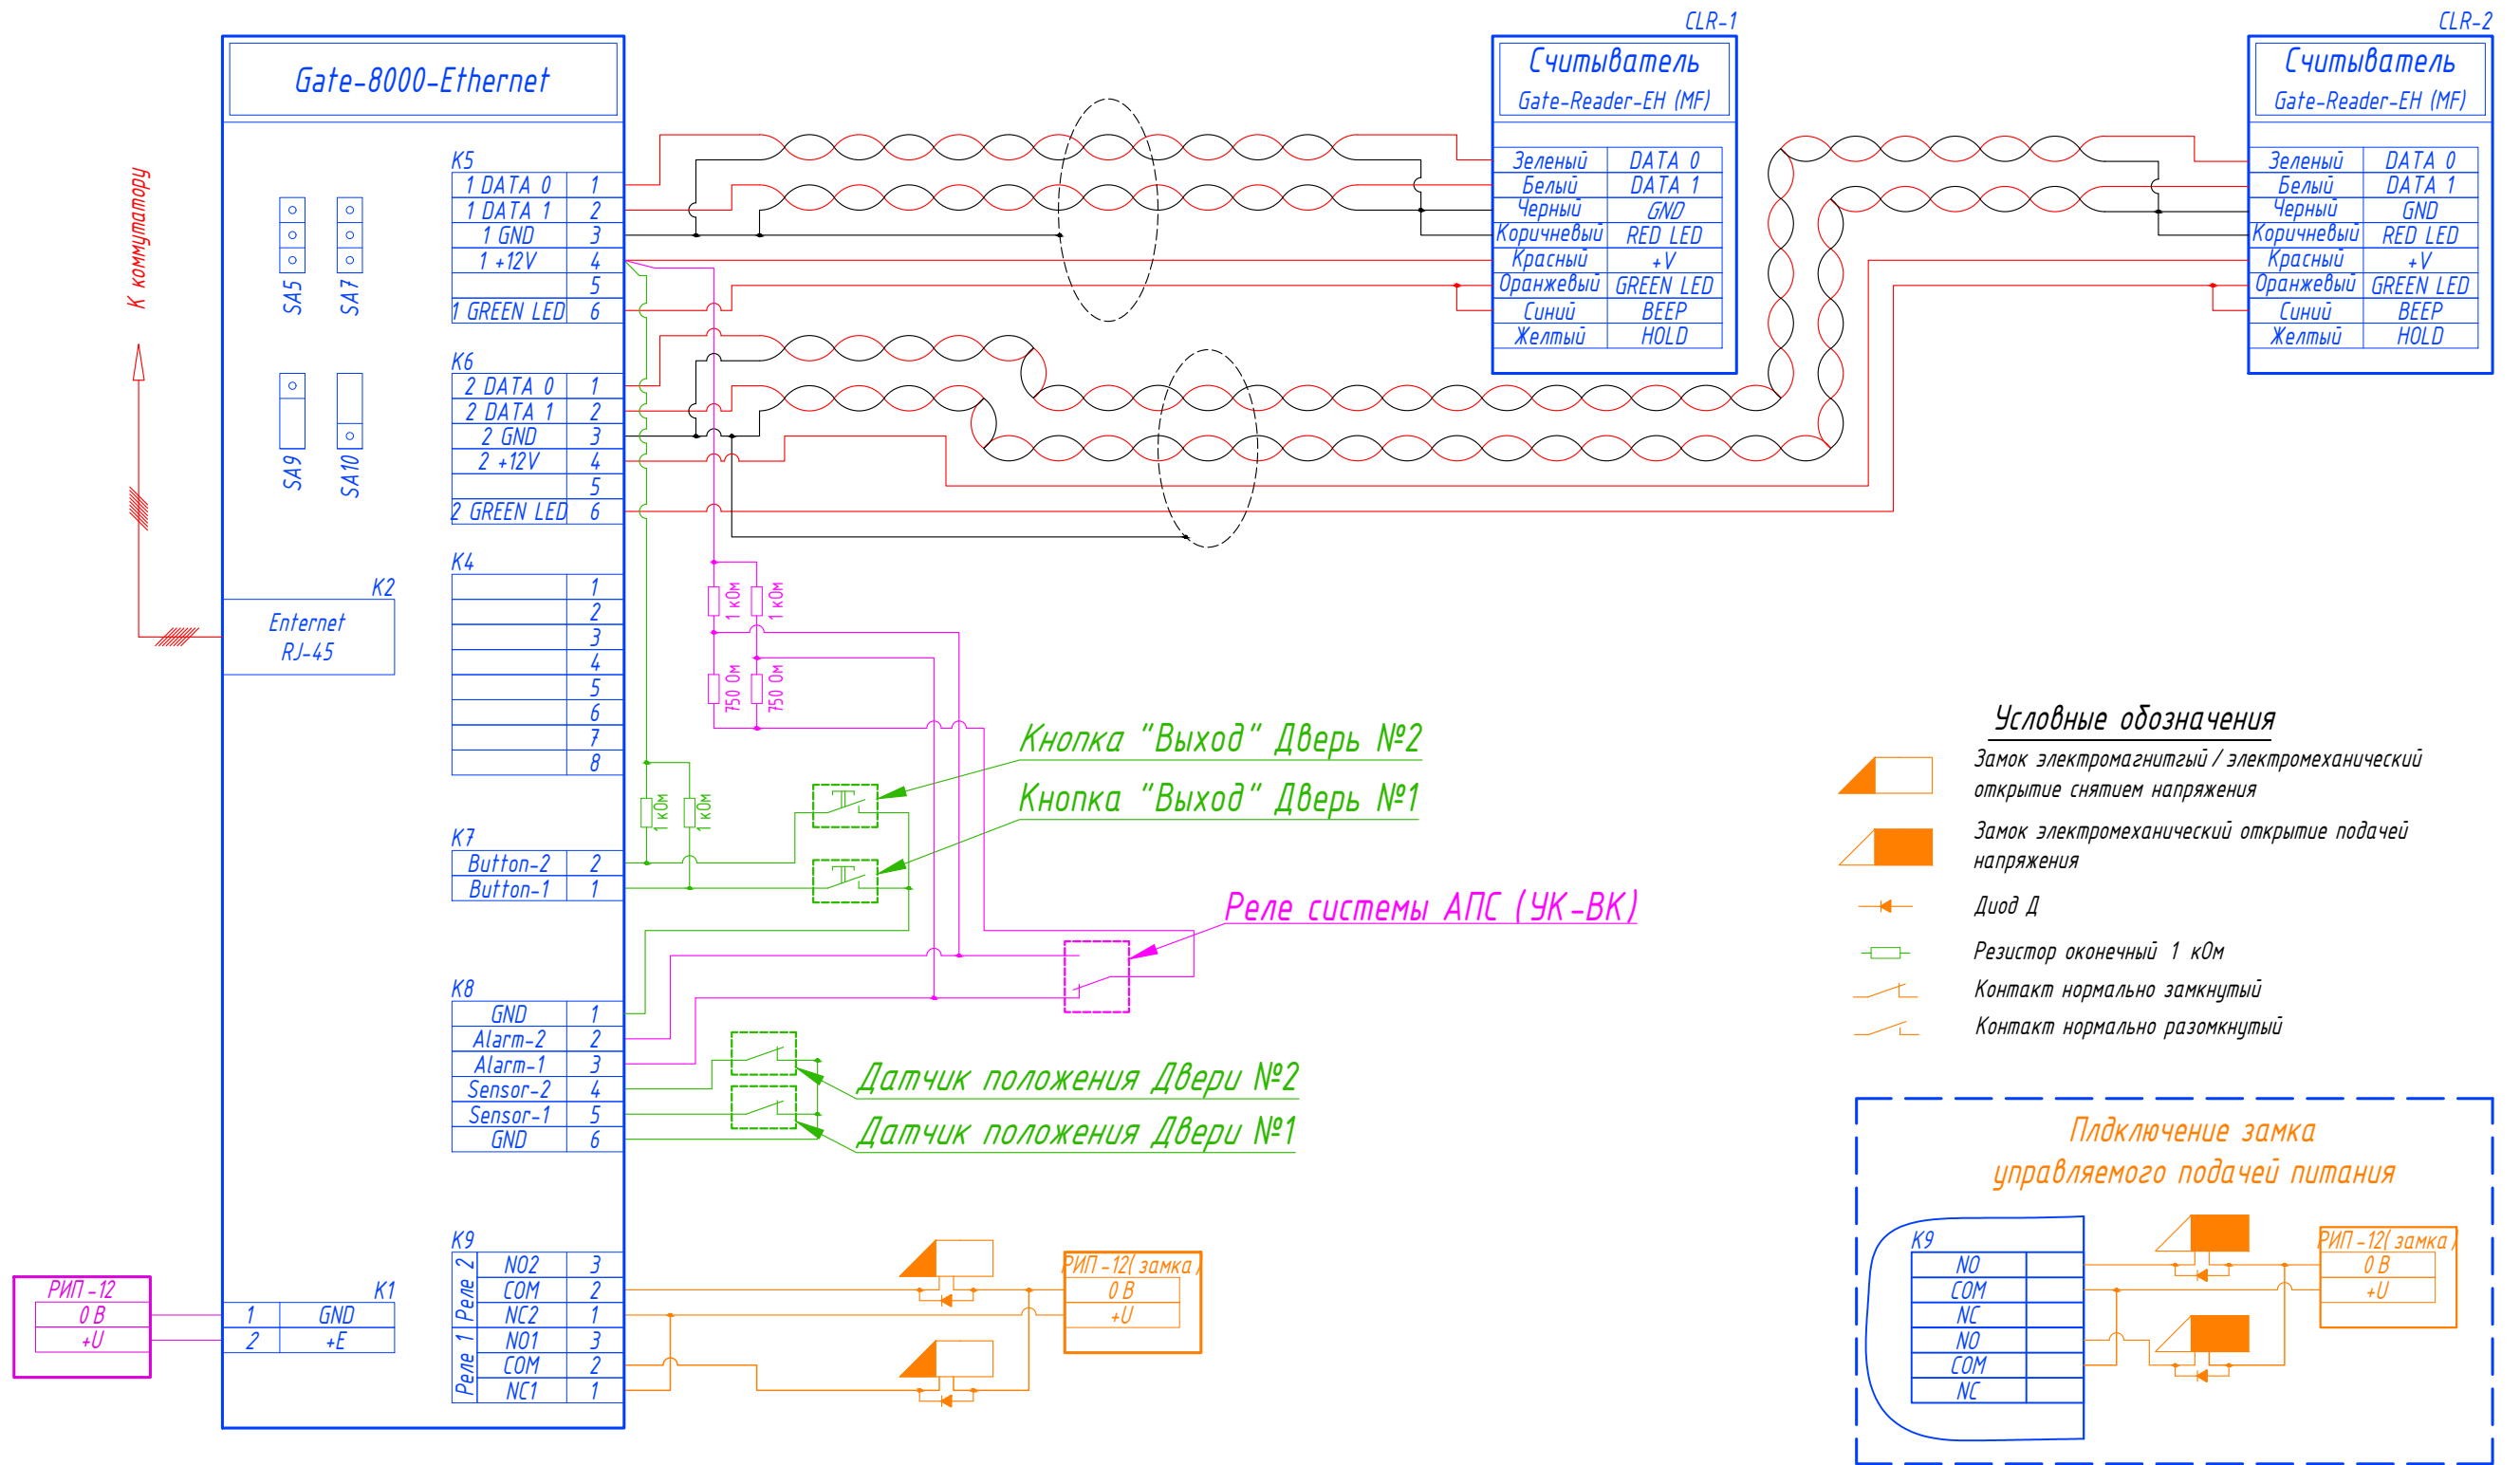 Gate-8000-Ethernet
К коммутатору
SA5
SA7
SA9
SA10
K5
1 DATA 0 1
1 DATA 1 2
1 GND 3
1 +12V 4
5
1 GREEN LED 6
K6
2 DATA 0 1
2 DATA 1 2
2 GND 3
2 +12V 4
5
2 GREEN LED 6
K4
1
2
3
4
5
6
7
8
K2
Enternet
RJ-45
K7
Button-2 2
Button-1 1
K8
GND 1
Alarm-2 2
Alarm-1 3
Sensor-2 4
Sensor-1 5
GND 6
K9
Реле 2
NO2 3
COM 2
NC2 1
Реле 1
NO1 3
COM 2
NC1 1
K1
1 GND
2 +E
РИП-12
0 В
+U
1 кОм
1 кОм
750 Ом
750 Ом
1 кОм
1 кОм
Кнопка "Выход" Дверь №2
Кнопка "Выход" Дверь №1
Реле системы АПС (УК-ВК)
Датчик положения Двери №2
Датчик положения Двери №1
РИП-12(замка)
0 В
+U
CLR-1
Считыватель
Gate-Reader-EH (MF)
Зеленый DATA 0
Белый DATA 1
Черный GND
Коричневый RED LED
Красный +V
Оранжевый GREEN LED
Синий BEEP
Желтый HOLD
CLR-2
Считыватель
Gate-Reader-EH (MF)
Зеленый DATA 0
Белый DATA 1
Черный GND
Коричневый RED LED
Красный +V
Оранжевый GREEN LED
Синий BEEP
Желтый HOLD
Условные обозначения
Замок электромагнитгый / электромеханический
открытие снятием напряжения
Замок электромеханический открытие подачей
напряжения
Диод Д
Резистор оконечный 1 кОм
Контакт нормально замкнутый
Контакт нормально разомкнутый
Плдключение замка
управляемого подачей питания
K9
NO
COM
NC
NO
COM
NC
РИП-12(замка)
0 В
+U